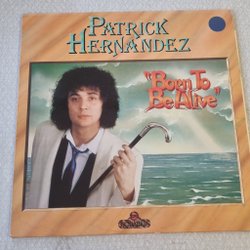 PATRICK
HERNANDEZ
"Born To
Be Alive"